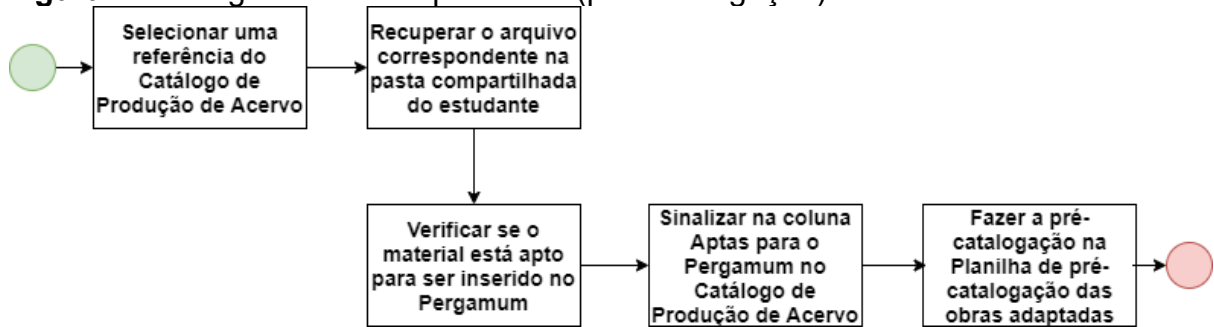 Selecionar uma
referência do
Catálogo de
Produção de Acervo
Recuperar o arquivo
correspondente na
pasta compartilhada
do estudante
Verificar se o
material está apto
para ser inserido no
Pergamum
Sinalizar na coluna
Aptas para o
Pergamum no
Catálogo de
Produção de Acervo
Fazer a pré-
catalogação na
Planilha de pré-
catalogação das
obras adaptadas